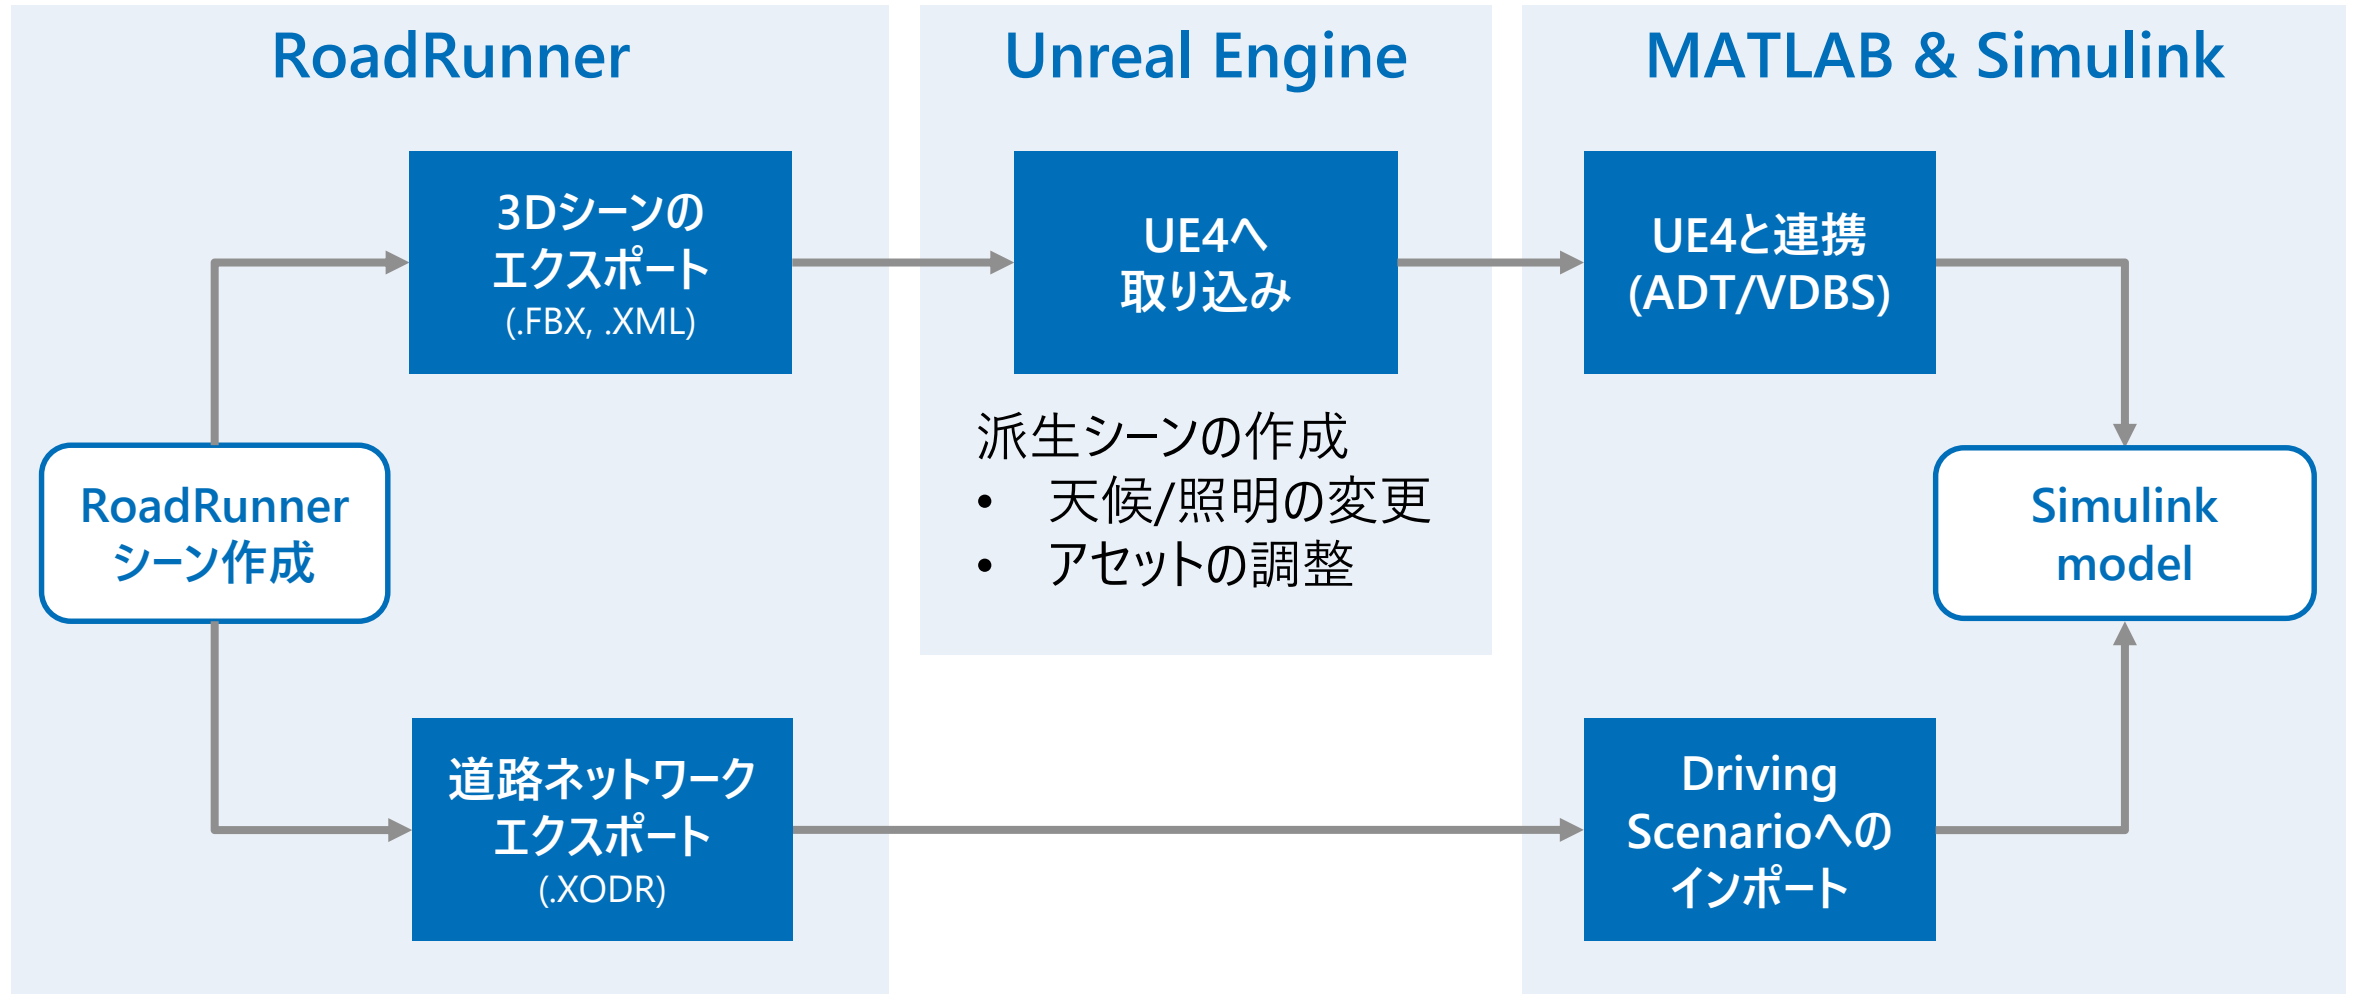 RoadRunner
Unreal Engine
MATLAB & Simulink
3Dシーンの
エクスポート
(.FBX, .XML)
UE4へ
取り込み
UE4と連携
(ADT/VDBS)
派生シーンの作成
• 天候/照明の変更
• アセットの調整
RoadRunner
シーン作成
Simulink
model
道路ネットワーク
エクスポート
(.XODR)
Driving
Scenarioへの
インポート